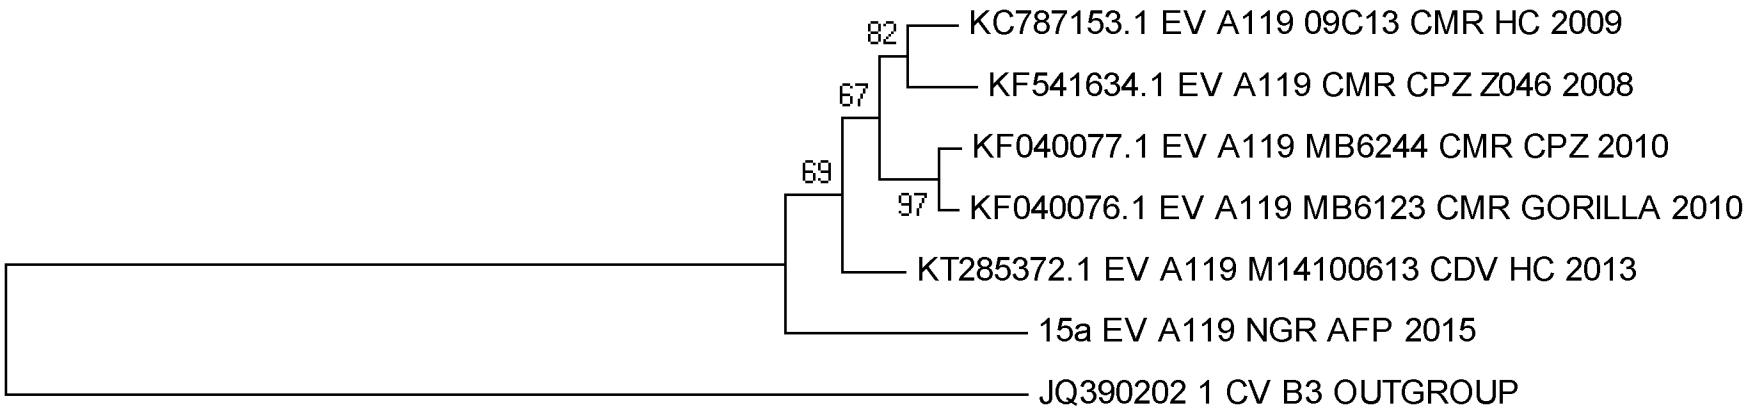 KC787153.1 EV A119 09C13 CMR HC 2009
82
KF541634.1 EV A119 CMR CPZ Z046 2008
67
KF040077.1 EV A119 MB6244 CMR CPZ 2010
69
97
KF040076.1 EV A119 MB6123 CMR GORILLA 2010
KT285372.1 EV A119 M14100613 CDV HC 2013
15a EV A119 NGR AFP 2015
JQ390202 1 CV B3 OUTGROUP